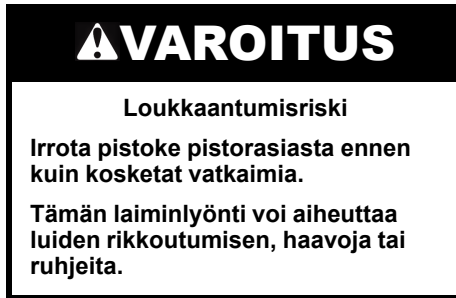 VAROITUS
Loukkaantumisriski
Irrota pistoke pistorasiasta ennen
kuin kosketat vatkaimia.
Tämän laiminlyönti voi aiheuttaa
luiden rikkoutumisen, haavoja tai
ruhjeita.